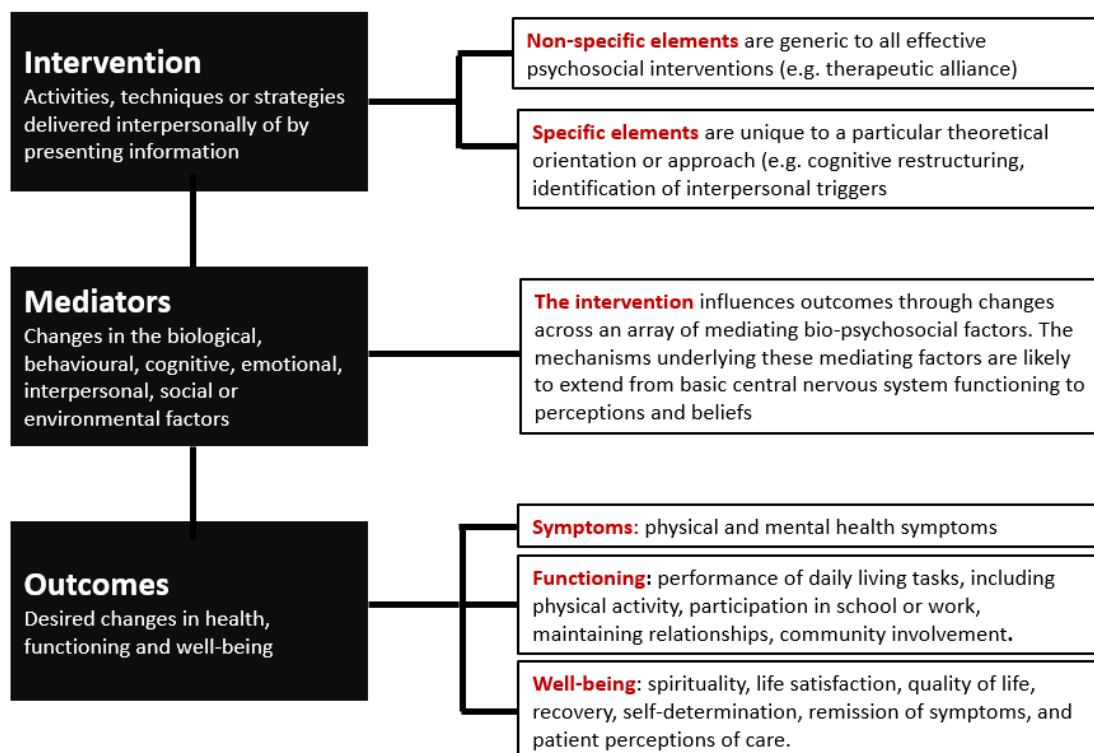 Intervention
Activities, techniques or strategies
delivered interpersonally of by
presenting information
Non-specific elements are generic to all effective
psychosocial interventions (e.g. therapeutic alliance)
Specific elements are unique to a particular theoretical
orientation or approach (e.g. cognitive restructuring,
identification of interpersonal triggers
Mediators
Changes in the biological,
behavioural, cognitive, emotional,
interpersonal, social or
environmental factors
The intervention influences outcomes through changes
across an array of mediating bio-psychosocial factors. The
mechanisms underlying these mediating factors are likely
to extend from basic central nervous system functioning to
perceptions and beliefs
Outcomes
Desired changes in health,
functioning and well-being
Symptoms: physical and mental health symptoms
Functioning: performance of daily living tasks, including
physical activity, participation in school or work,
maintaining relationships, community involvement.
Well-being: spirituality, life satisfaction, quality of life,
recovery, self-determination, remission of symptoms, and
patient perceptions of care.